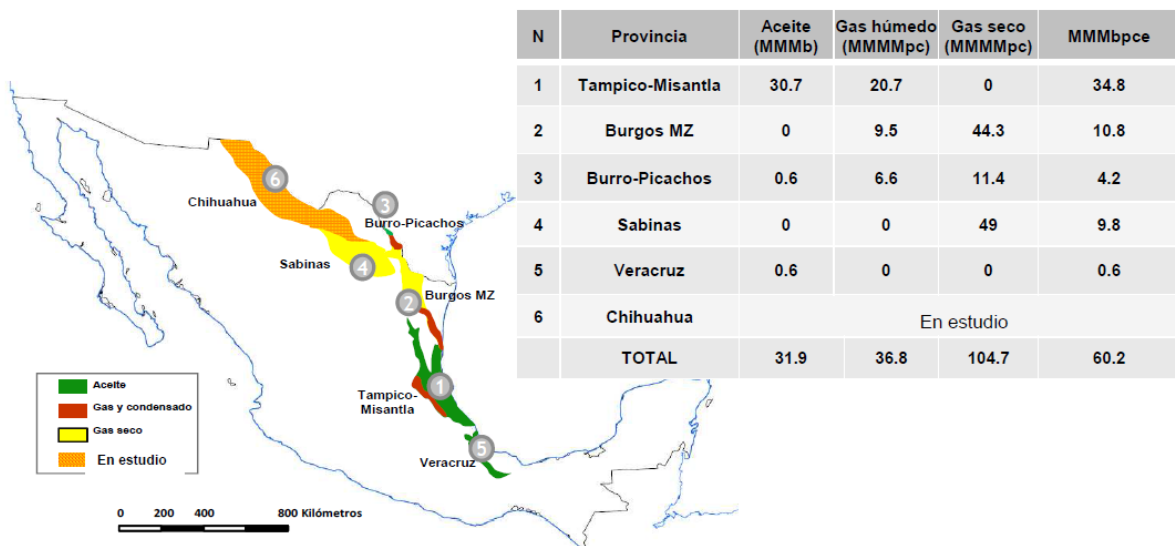 N Provincia Aceite (MMMb) Gas húmedo (MMMMpc) Gas seco (MMMMpc) MMMbpce
1 Tampico-Misantla 30.7 20.7 0 34.8
2 Burgos MZ 0 9.5 44.3 10.8
3 Burro-Picachos 0.6 6.6 11.4 4.2
4 Sabinas 0 0 49 9.8
5 Veracruz 0.6 0 0 0.6
6 Chihuahua En estudio
TOTAL 31.9 36.8 104.7 60.2
6
Chihuahua
3
Burro-Picachos
Sabinas
4
Burgos MZ
2
1
Tampico-
Misantla
5
Veracruz
Aceite
Gas y condensado
Gas seco
En estudio
0 200 400 800 Kilómetros